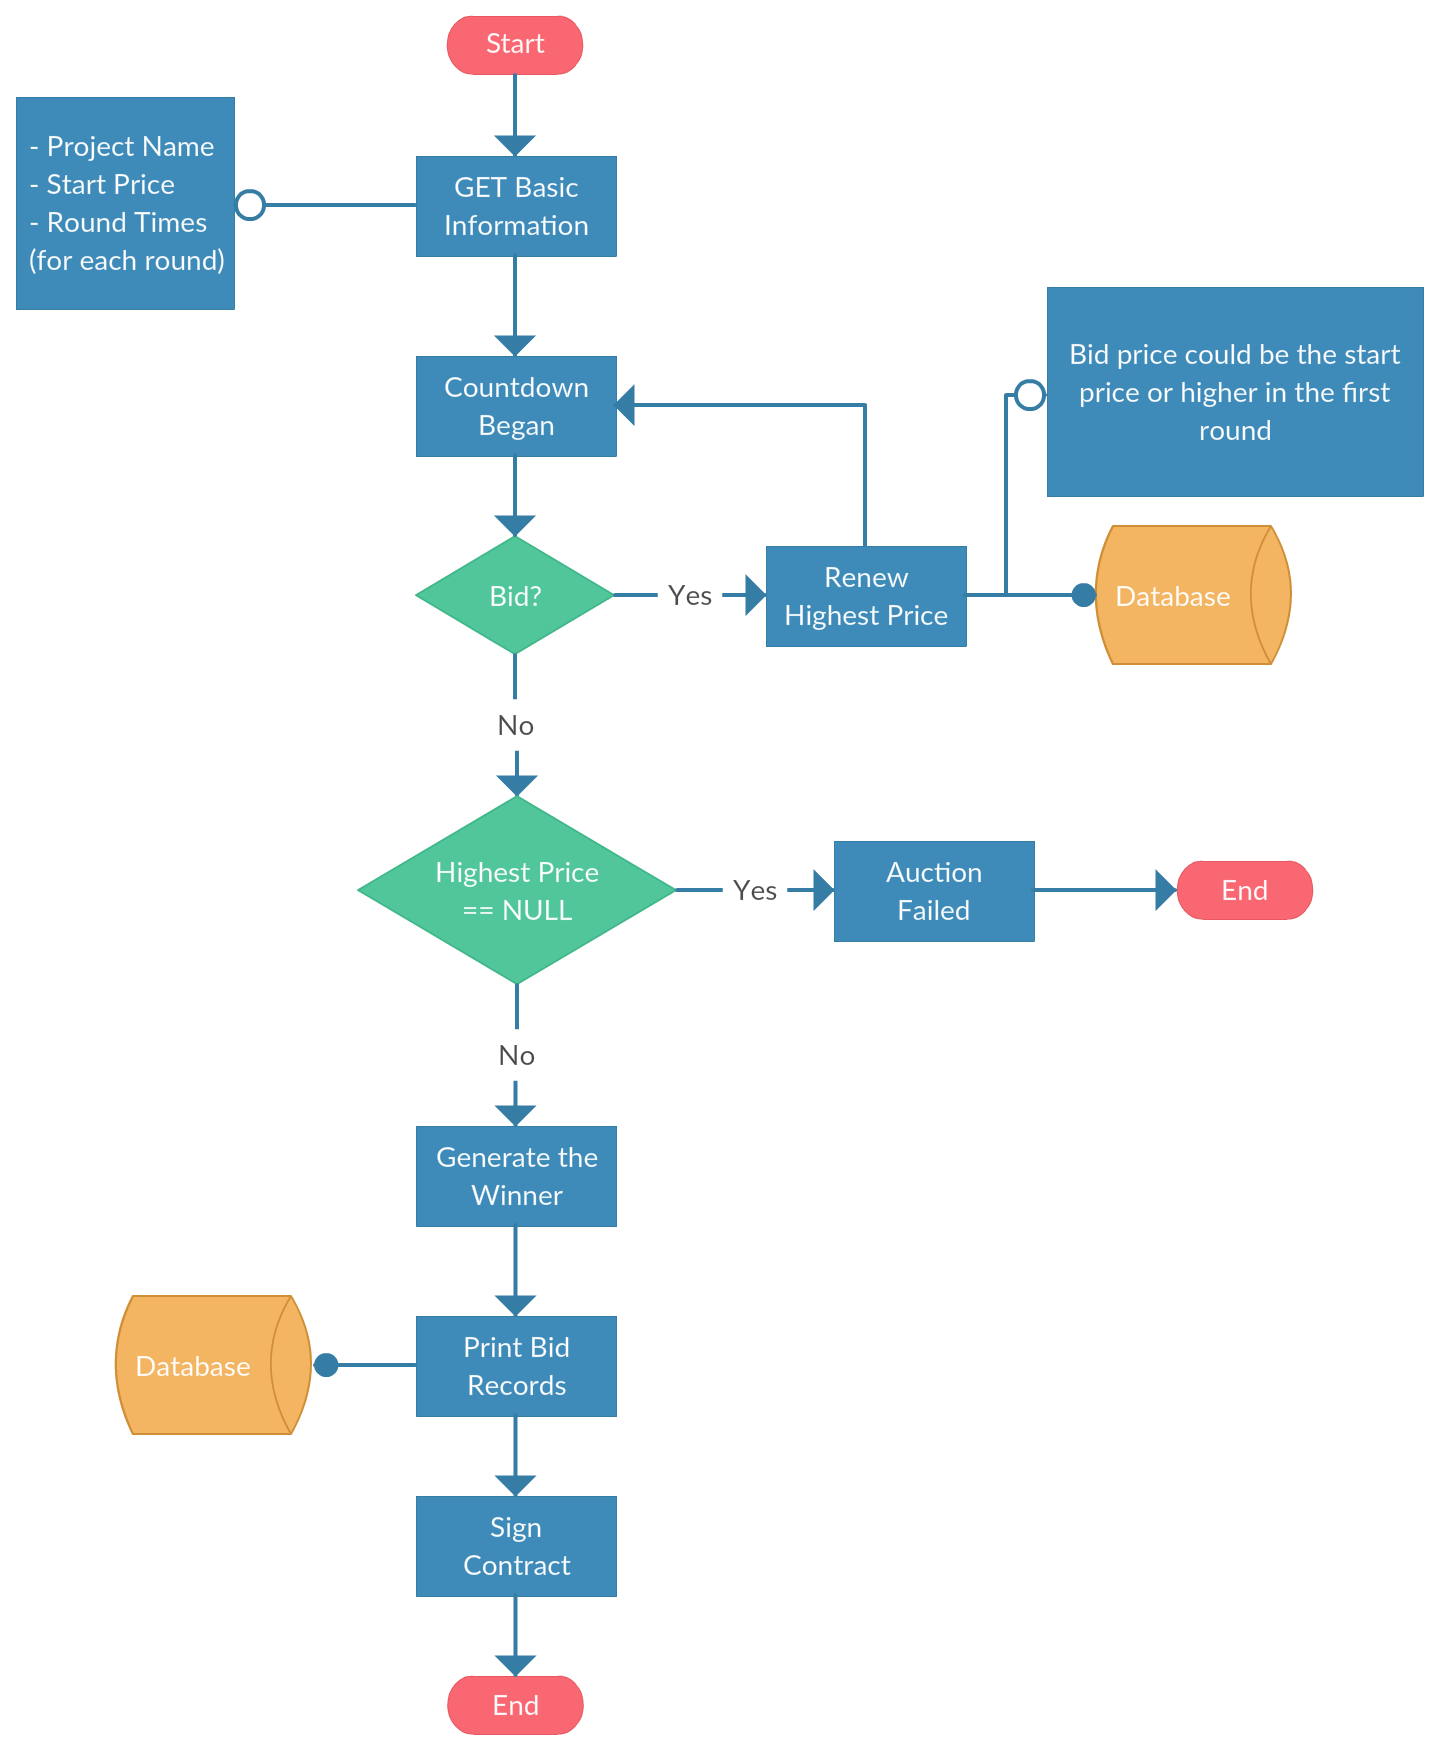 Start
- Project Name
- Start Price
- Round Times
(for each round)
GET Basic
Information
Countdown
Began
Bid price could be the start
price or higher in the first
round
Bid?
Yes
Renew
Highest Price
Database
No
Highest Price
== NULL
Yes
Auction
Failed
End
No
Generate the
Winner
Print Bid
Records
Database
Sign
Contract
End